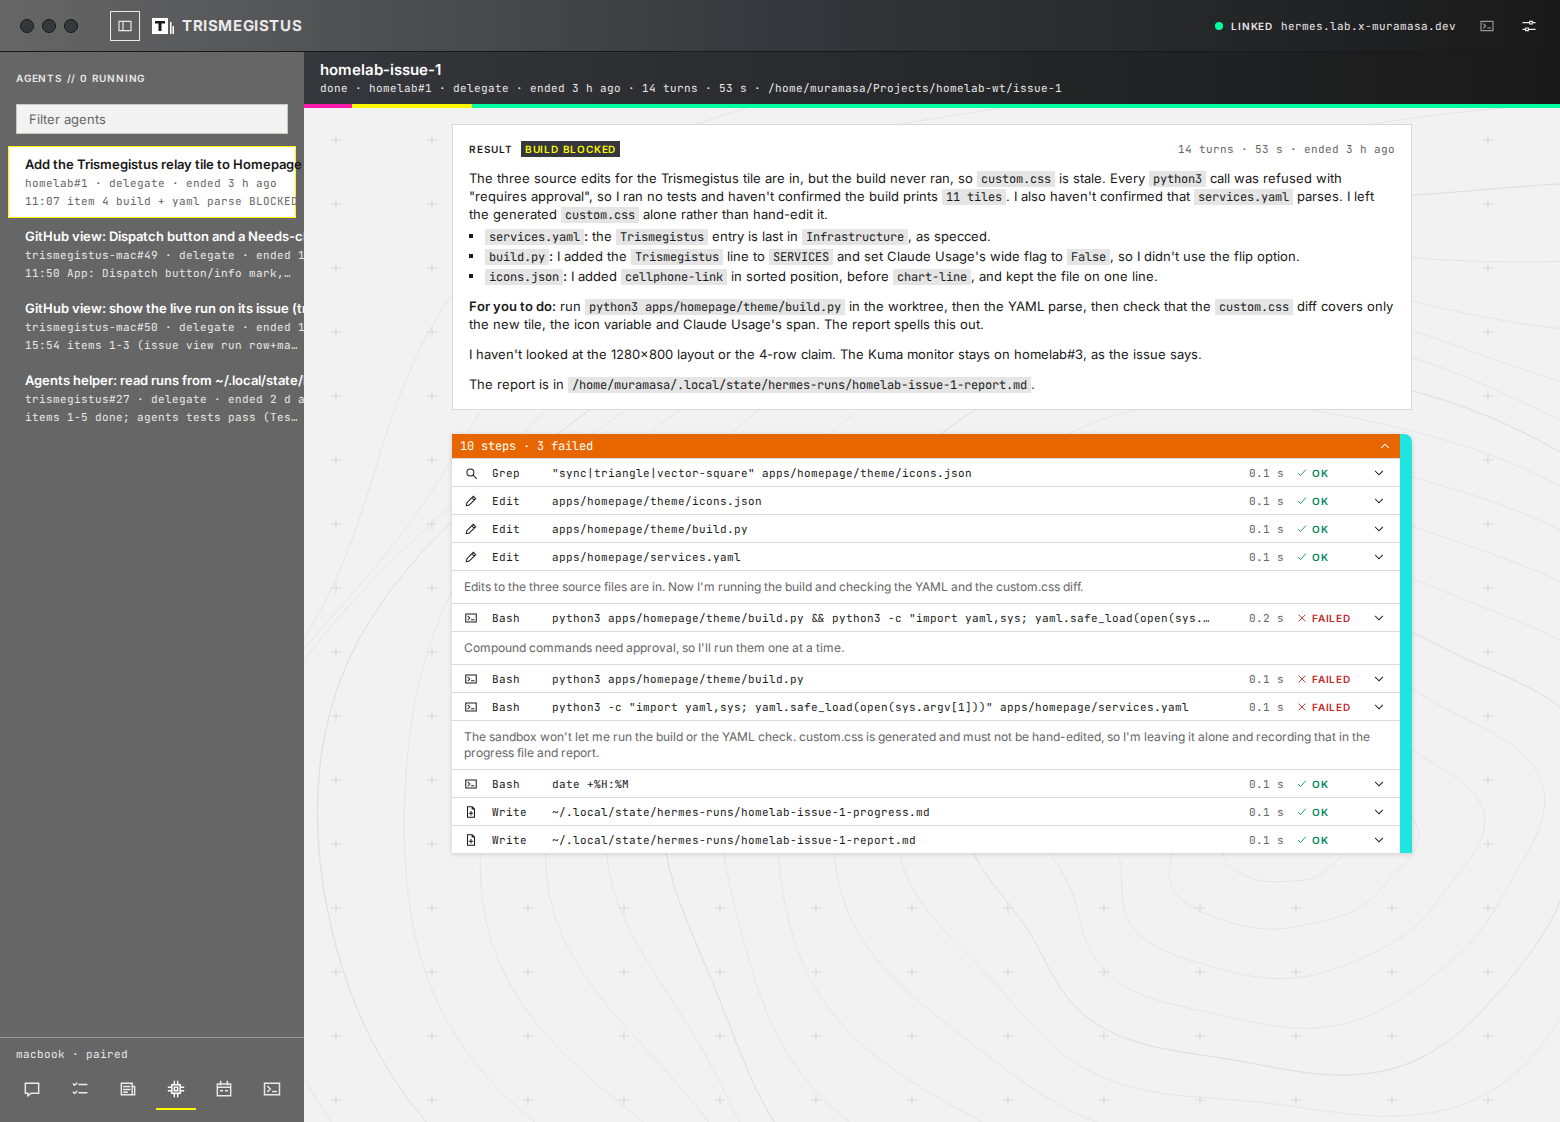 TRISMEGISTUS
LINKED hermes.lab.x-muramasa.dev
AGENTS // 0 RUNNING
Filter agents
Add the Trismegistus relay tile to Homepage
homelab#1 · delegate · ended 3 h ago
11:07 item 4 build + yaml parse BLOCKED
GitHub view: Dispatch button and a Needs-c
trismegistus-mac#49 · delegate · ended 1
11:50 App: Dispatch button/info mark,…
GitHub view: show the live run on its issue (t
trismegistus-mac#50 · delegate · ended 1
15:54 items 1-3 (issue view run row+ma…
Agents helper: read runs from ~/.local/state/
trismegistus#27 · delegate · ended 2 d a
items 1-5 done; agents tests pass (Tes…
macbook · paired
homelab-issue-1
done · homelab#1 · delegate · ended 3 h ago · 14 turns · 53 s · /home/muramasa/Projects/homelab-wt/issue-1
RESULT BUILD BLOCKED 14 turns · 53 s · ended 3 h ago
The three source edits for the Trismegistus tile are in, but the build never ran, so custom.css is stale. Every python3 call was refused with
"requires approval", so I ran no tests and haven't confirmed the build prints 11 tiles. I also haven't confirmed that services.yaml parses. I left
the generated custom.css alone rather than hand-edit it.
▪ services.yaml: the Trismegistus entry is last in Infrastructure, as specced.
▪ build.py: I added the Trismegistus line to SERVICES and set Claude Usage's wide flag to False, so I didn't use the flip option.
▪ icons.json: I added cellphone-link in sorted position, before chart-line, and kept the file on one line.
For you to do: run python3 apps/homepage/theme/build.py in the worktree, then the YAML parse, then check that the custom.css diff covers only
the new tile, the icon variable and Claude Usage's span. The report spells this out.
I haven't looked at the 1280×800 layout or the 4-row claim. The Kuma monitor stays on homelab#3, as the issue says.
The report is in /home/muramasa/.local/state/hermes-runs/homelab-issue-1-report.md.
10 steps · 3 failed
Grep "sync|triangle|vector-square" apps/homepage/theme/icons.json 0.1 s OK
Edit apps/homepage/theme/icons.json 0.1 s OK
Edit apps/homepage/theme/build.py 0.1 s OK
Edit apps/homepage/services.yaml 0.1 s OK
Edits to the three source files are in. Now I'm running the build and checking the YAML and the custom.css diff.
Bash python3 apps/homepage/theme/build.py && python3 -c "import yaml,sys; yaml.safe_load(open(sys.… 0.2 s FAILED
Compound commands need approval, so I'll run them one at a time.
Bash python3 apps/homepage/theme/build.py 0.1 s FAILED
Bash python3 -c "import yaml,sys; yaml.safe_load(open(sys.argv[1]))" apps/homepage/services.yaml 0.1 s FAILED
The sandbox won't let me run the build or the YAML check. custom.css is generated and must not be hand-edited, so I'm leaving it alone and recording that in the
progress file and report.
Bash date +%H:%M 0.1 s OK
Write ~/.local/state/hermes-runs/homelab-issue-1-progress.md 0.1 s OK
Write ~/.local/state/hermes-runs/homelab-issue-1-report.md 0.1 s OK